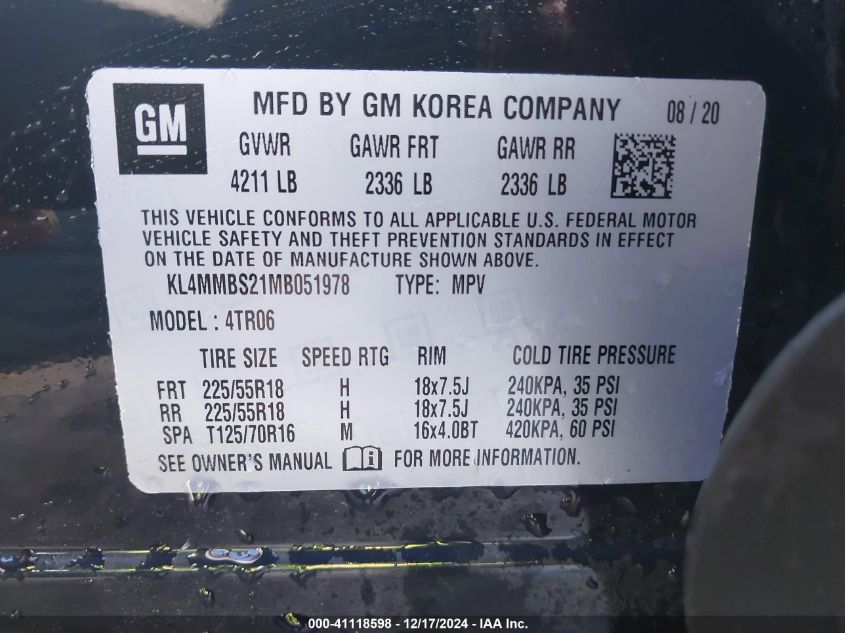 GM
MFD BY GM KOREA COMPANY 08 / 20
GVWR GAWR FRT GAWR RR
4211 LB 2336 LB 2336 LB
THIS VEHICLE CONFORMS TO ALL APPLICABLE U.S. FEDERAL MOTOR
VEHICLE SAFETY AND THEFT PREVENTION STANDARDS IN EFFECT
ON THE DATE OF MANUFACTURE SHOWN ABOVE.
KL4MMBS21MB051978 TYPE: MPV
MODEL : 4TR06
TIRE SIZE SPEED RTG RIM COLD TIRE PRESSURE
FRT 225/55R18 H 18x7.5J 240KPA, 35 PSI
RR 225/55R18 H 18x7.5J 240KPA, 35 PSI
SPA T125/70R16 M 16x4.0BT 420KPA, 60 PSI
SEE OWNER'S MANUAL FOR MORE INFORMATION.
000-41118598 - 12/17/2024 - IAA Inc.